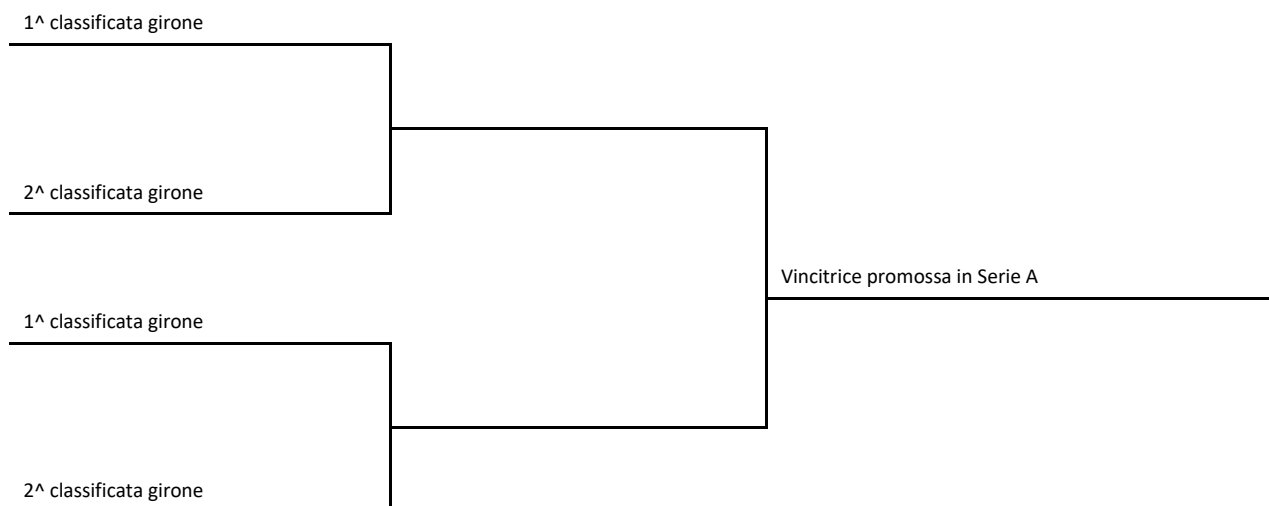 1^ classificata girone
2^ classificata girone
Vincitrice promossa in Serie A
1^ classificata girone
2^ classificata girone